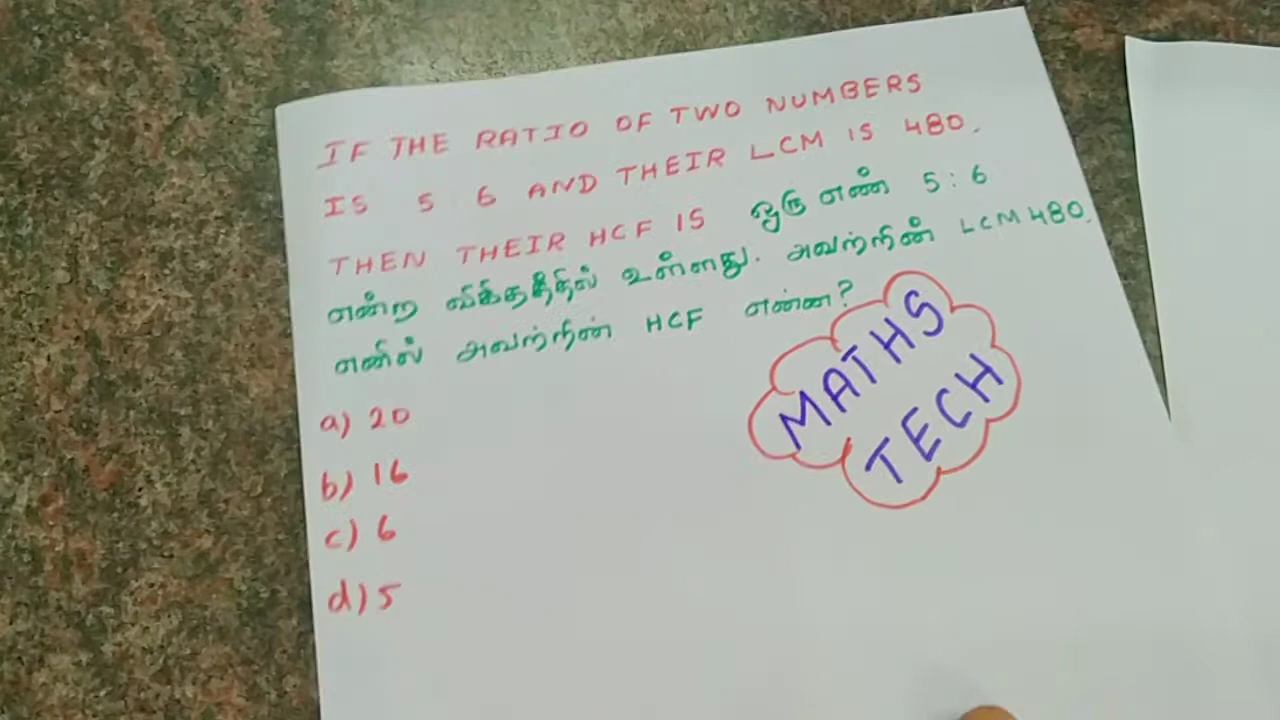 IF THE RATIO OF TWO NUMBERS
IS 5 6 AND THEIR LCM IS 480.
THEN THEIR HCF IS ஒரு எண் 5:6
என்ற விகிதத்தில் உள்ளது. அவற்றின் LCM 480.
எனில் அவற்றின் HCF என்ன?
a) 20
b) 16
c) 6
d) 5
MATHS
TECH